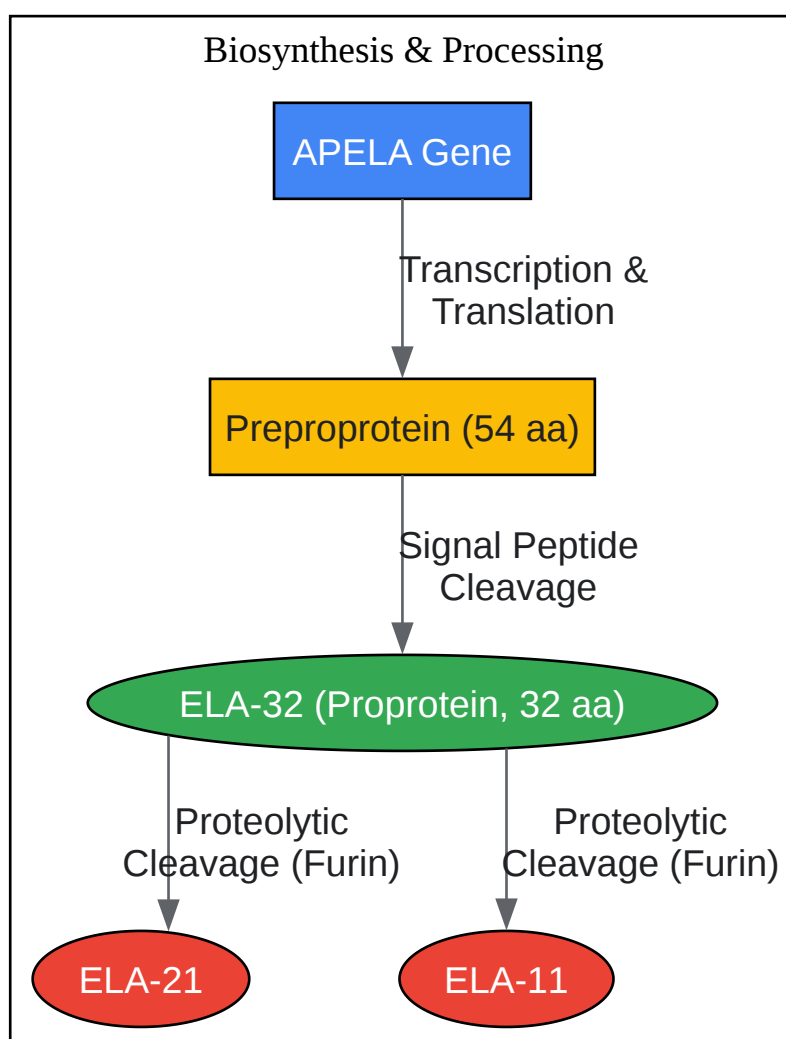 Biosynthesis & Processing
APELA Gene
Transcription &
Translation
Preproprotein (54 aa)
Signal Peptide
Cleavage
ELA-32 (Proprotein, 32 aa)
Proteolytic
Cleavage (Furin)
Proteolytic
Cleavage (Furin)
ELA-21
ELA-11